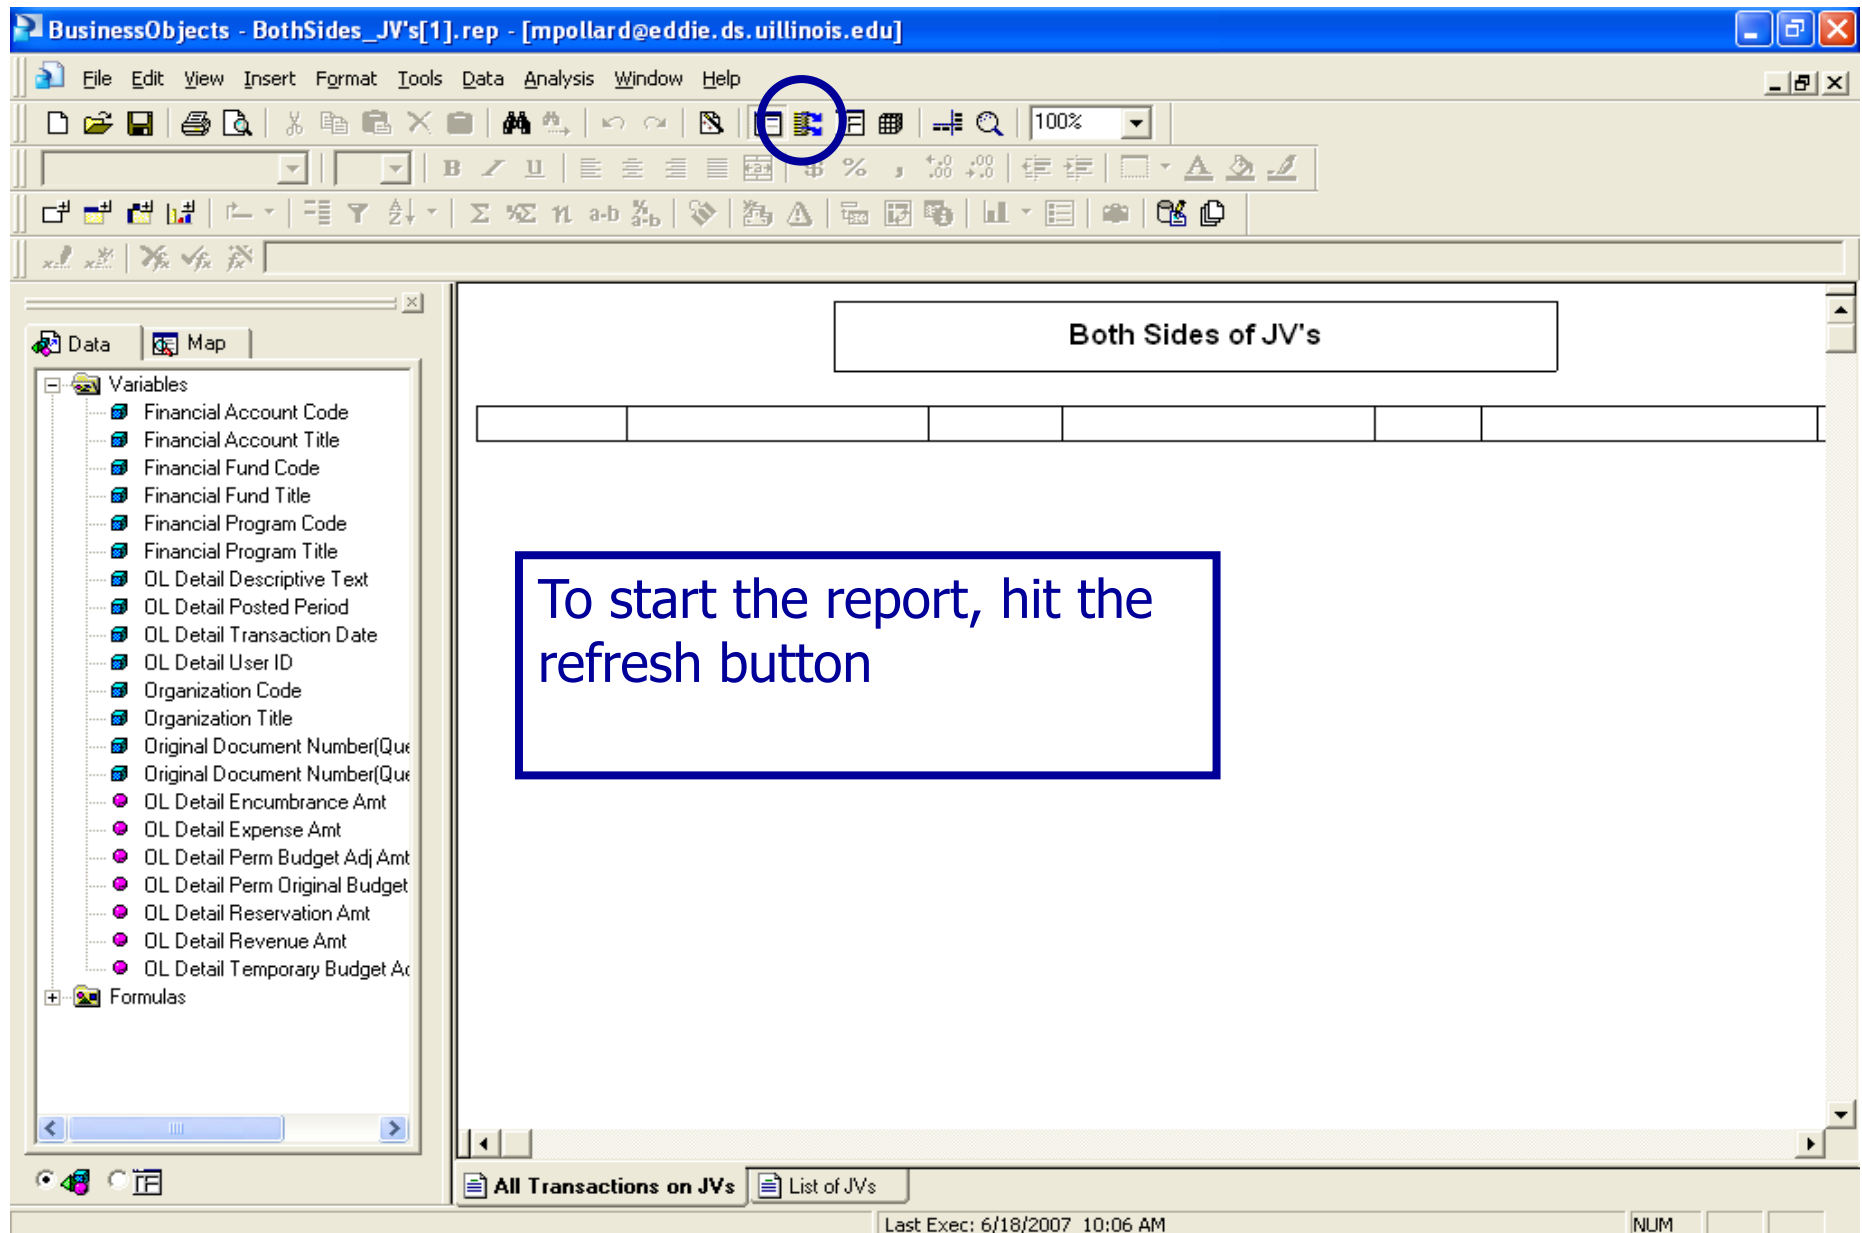 BusinessObjects - BothSides_JV's[1].rep - [mpollard@eddie.ds.uillinois.edu]
File Edit View Insert Format Tools Data Analysis Window Help
100%
B I U $ % ,
Data Map
Variables
Financial Account Code
Financial Account Title
Financial Fund Code
Financial Fund Title
Financial Program Code
Financial Program Title
OL Detail Descriptive Text
OL Detail Posted Period
OL Detail Transaction Date
OL Detail User ID
Organization Code
Organization Title
Original Document Number(Que
Original Document Number(Que
OL Detail Encumbrance Amt
OL Detail Expense Amt
OL Detail Perm Budget Adj Amt
OL Detail Perm Original Budget
OL Detail Reservation Amt
OL Detail Revenue Amt
OL Detail Temporary Budget Ac
Formulas
Both Sides of JV's
To start the report, hit the
refresh button
All Transactions on JVs List of JVs
Last Exec: 6/18/2007 10:06 AM NUM